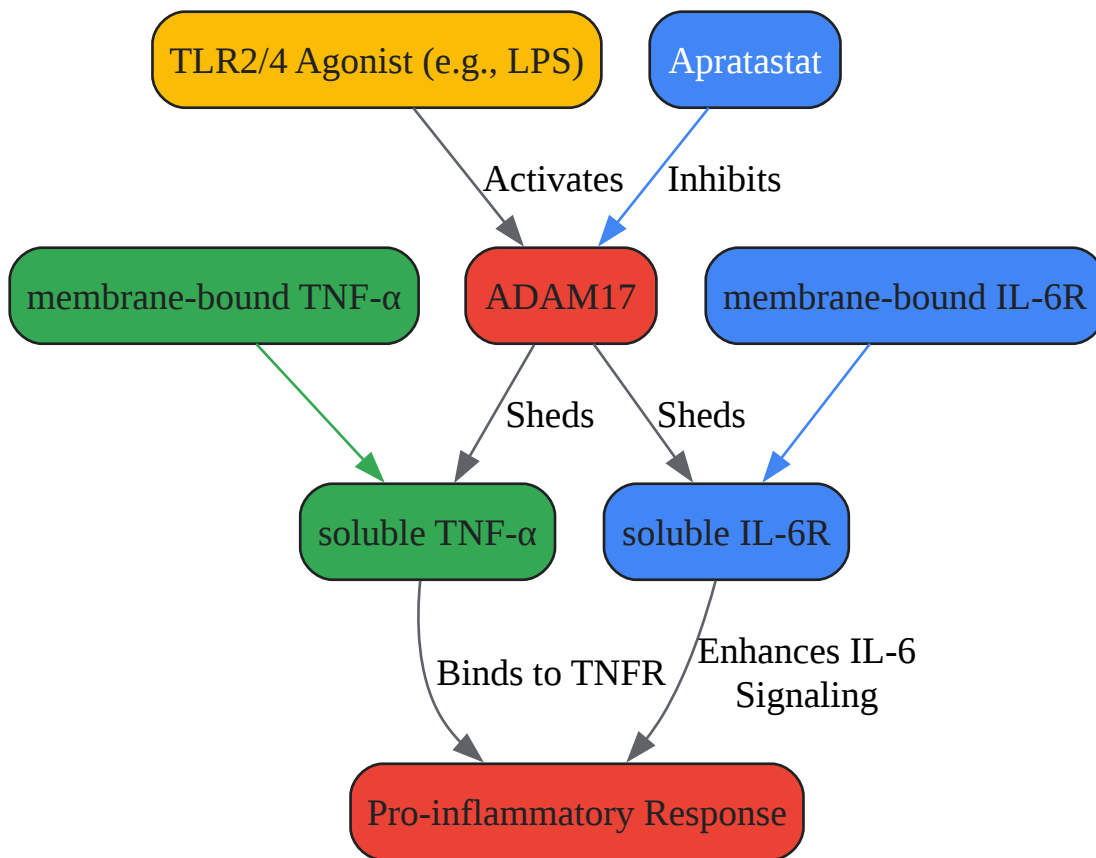 TLR2/4 Agonist (e.g., LPS)
Apratastat
Activates
Inhibits
membrane-bound TNF-α
ADAM17
membrane-bound IL-6R
Sheds
Sheds
soluble TNF-α
soluble IL-6R
Binds to TNFR
Enhances IL-6
Signaling
Pro-inflammatory Response